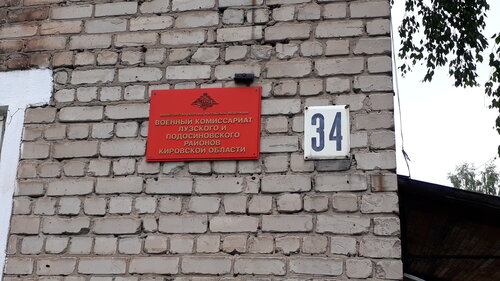 ВОЕННЫЙ КОМИССАРИАТ
ЛУЗСКОГО И
ПОДОСИНОВСКОГО
РАЙОНОВ
КИРОВСКОЙ ОБЛАСТИ
34